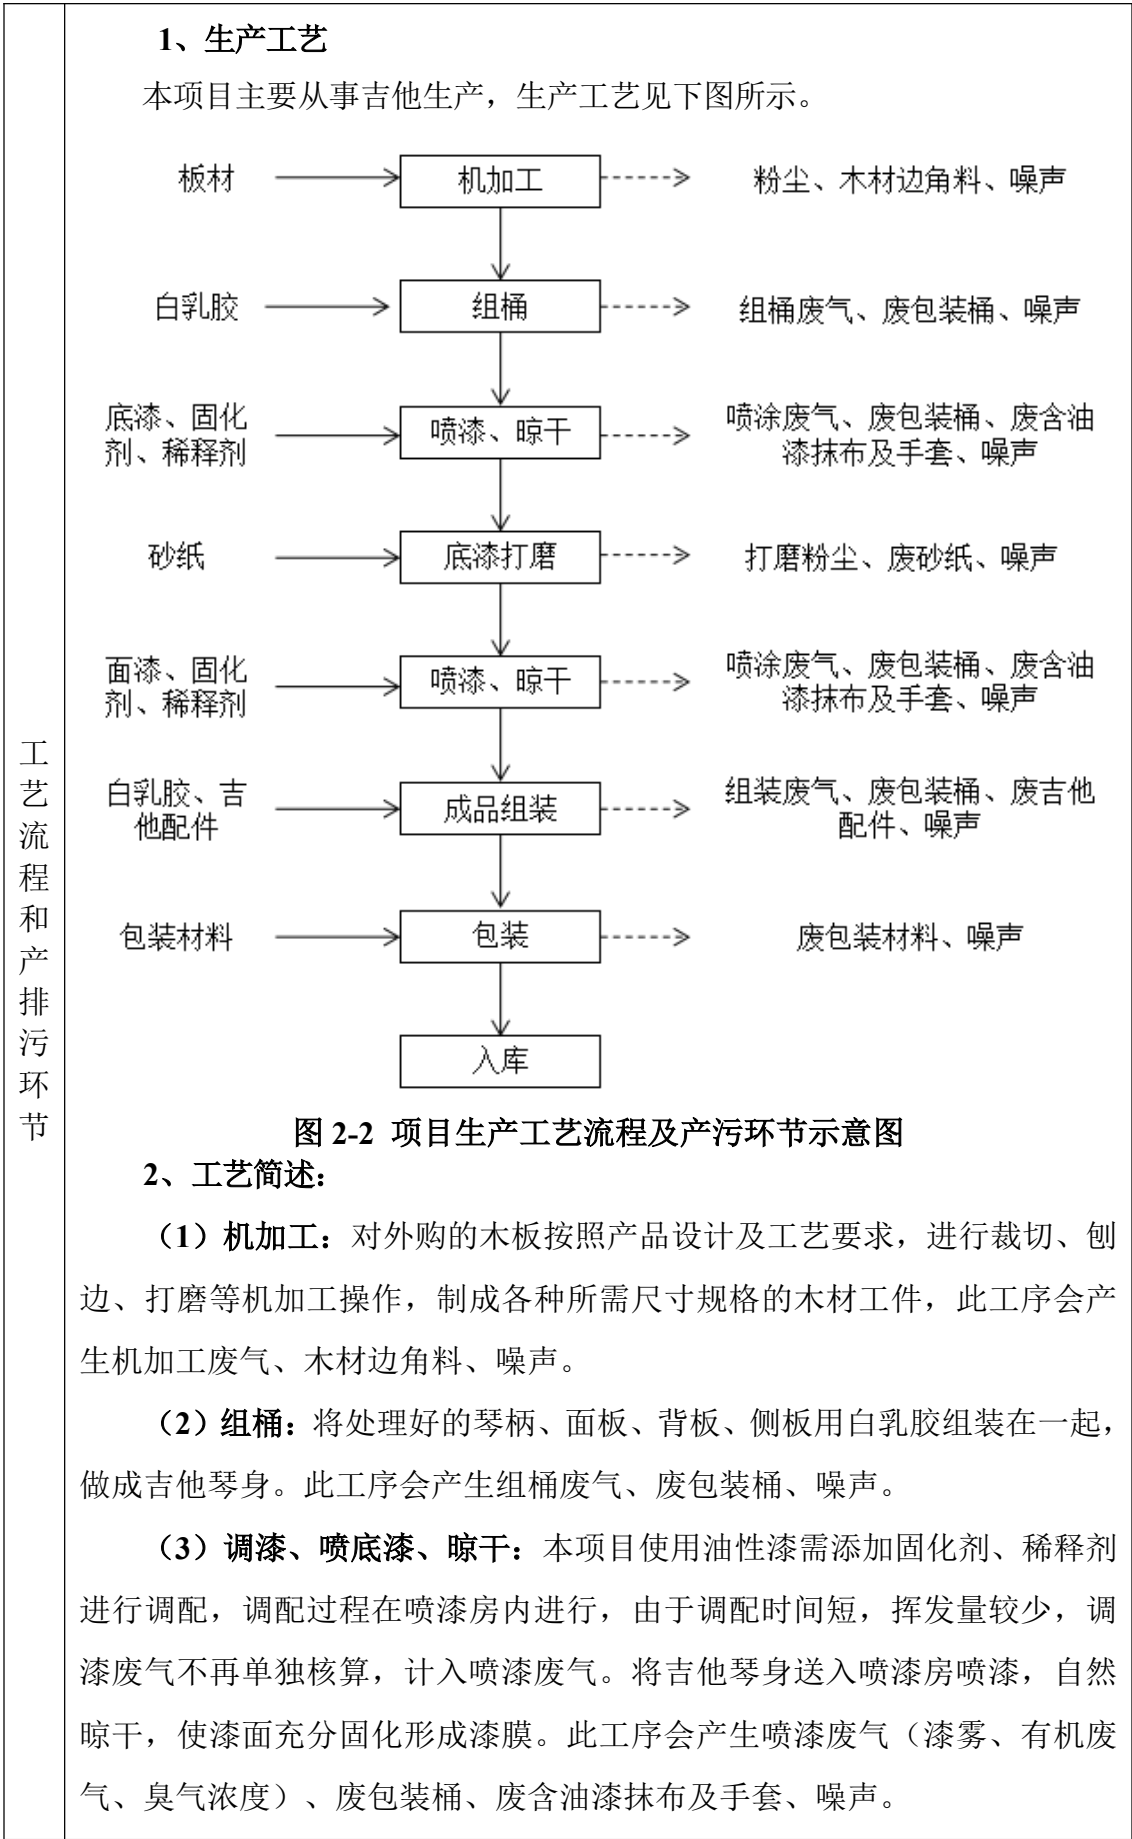 1、生产工艺
本项目主要从事吉他生产，生产工艺见下图所示。
板材
机加工
粉尘、木材边角料、噪声
白乳胶
组桶
组桶废气、废包装桶、噪声
底漆、固化
剂、稀释剂
喷漆、晾干
喷涂废气、废包装桶、废含油
漆抹布及手套、噪声
砂纸
底漆打磨
打磨粉尘、废砂纸、噪声
面漆、固化
剂、稀释剂
喷漆、晾干
喷涂废气、废包装桶、废含油
漆抹布及手套、噪声
白乳胶、吉
他配件
成品组装
组装废气、废包装桶、废吉他
配件、噪声
包装材料
包装
废包装材料、噪声
入库
图 2-2 项目生产工艺流程及产污环节示意图
工
艺
流
程
和
产
排
污
环
节
2、工艺简述：
（1）机加工：对外购的木板按照产品设计及工艺要求，进行裁切、刨
边、打磨等机加工操作，制成各种所需尺寸规格的木材工件，此工序会产
生机加工废气、木材边角料、噪声。
（2）组桶：将处理好的琴柄、面板、背板、侧板用白乳胶组装在一起，
做成吉他琴身。此工序会产生组桶废气、废包装桶、噪声。
（3）调漆、喷底漆、晾干：本项目使用油性漆需添加固化剂、稀释剂
进行调配，调配过程在喷漆房内进行，由于调配时间短，挥发量较少，调
漆废气不再单独核算，计入喷漆废气。将吉他琴身送入喷漆房喷漆，自然
晾干，使漆面充分固化形成漆膜。此工序会产生喷漆废气（漆雾、有机废
气、臭气浓度）、废包装桶、废含油漆抹布及手套、噪声。